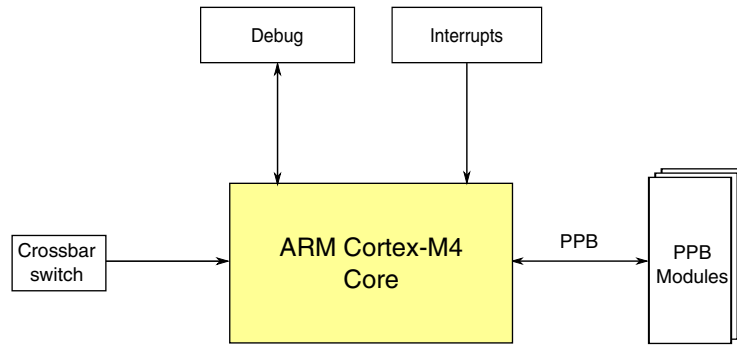 Debug
Interrupts
Crossbar
switch
ARM Cortex-M4
Core
PPB
PPB
Modules